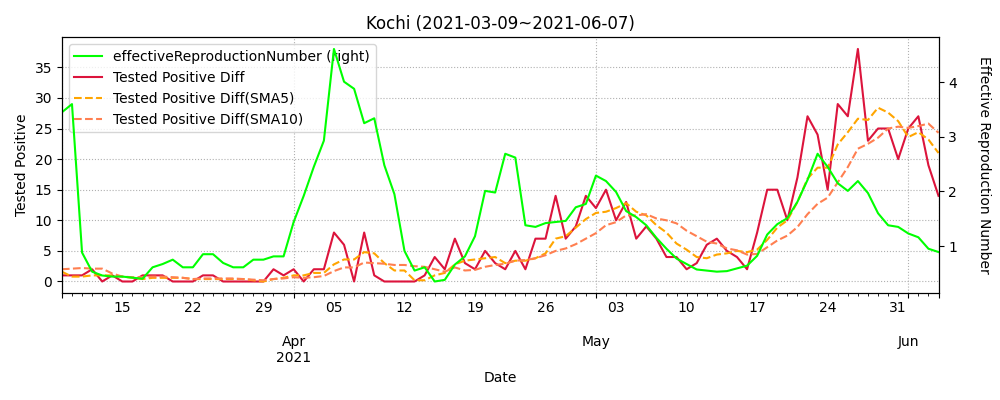 Kochi (2021-03-09~2021-06-07)
effectiveReproductionNumber (right)
Tested Positive Diff
Tested Positive Diff(SMA5)
Tested Positive Diff(SMA10)
Tested Positive
35
30
25
20
15
10
5
0
4
3
2
1
Effective Reproduction Number
15 22 29 05 12 19 26 03 10 17 24 31
Apr May Jun
2021
Date